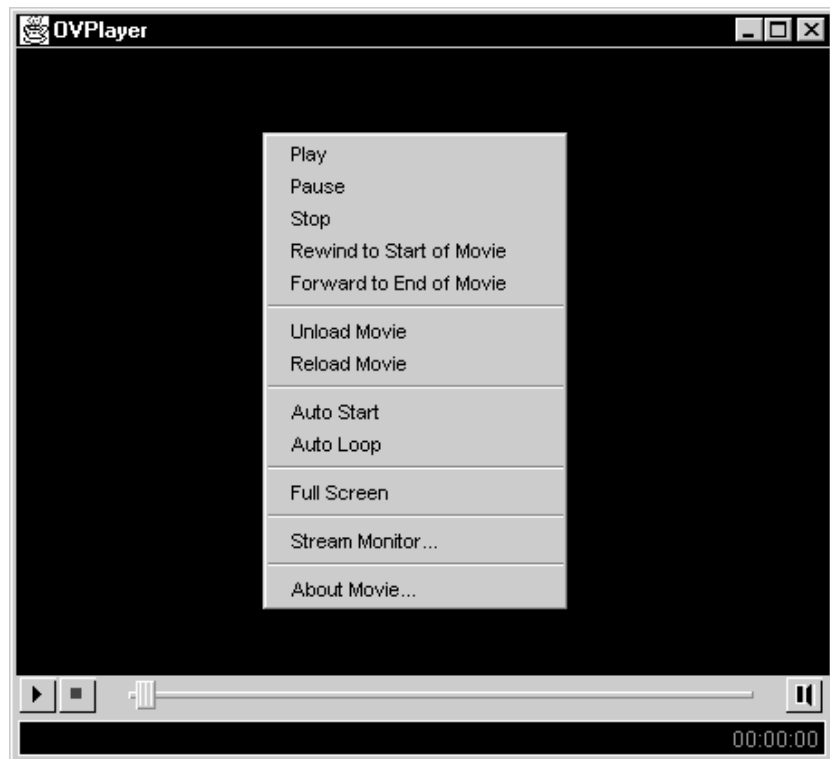 OVPlayer
Play
Pause
Stop
Rewind to Start of Movie
Forward to End of Movie
Unload Movie
Reload Movie
Auto Start
Auto Loop
Full Screen
Stream Monitor...
About Movie...
00:00:00